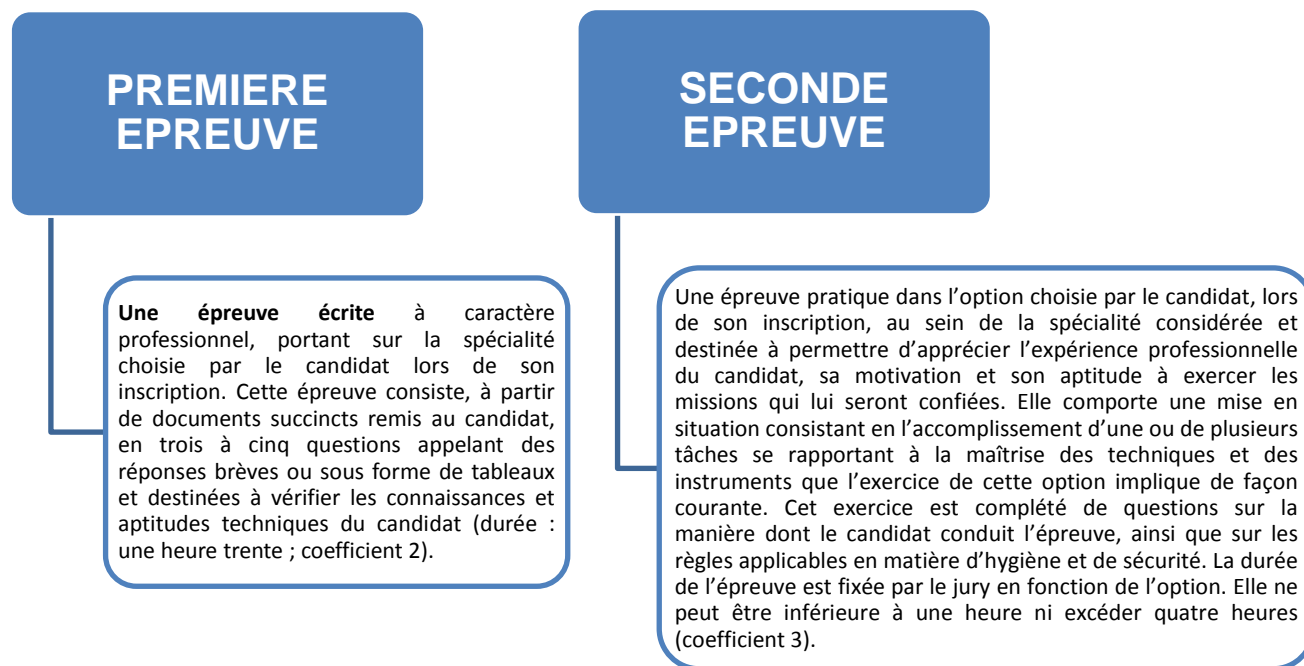 PREMIERE
EPREUVE
Une épreuve écrite à caractère
professionnel, portant sur la spécialité
choisie par le candidat lors de son
inscription. Cette épreuve consiste, à partir
de documents succincts remis au candidat,
en trois à cinq questions appelant des
réponses brèves ou sous forme de tableaux
et destinées à vérifier les connaissances et
aptitudes techniques du candidat (durée :
une heure trente ; coefficient 2).
SECONDE
EPREUVE
Une épreuve pratique dans l’option choisie par le candidat, lors
de son inscription, au sein de la spécialité considérée et
destinée à permettre d’apprécier l’expérience professionnelle
du candidat, sa motivation et son aptitude à exercer les
missions qui lui seront confiées. Elle comporte une mise en
situation consistant en l’accomplissement d’une ou de plusieurs
tâches se rapportant à la maîtrise des techniques et des
instruments que l’exercice de cette option implique de façon
courante. Cet exercice est complété de questions sur la
manière dont le candidat conduit l’épreuve, ainsi que sur les
règles applicables en matière d’hygiène et de sécurité. La durée
de l’épreuve est fixée par le jury en fonction de l’option. Elle ne
peut être inférieure à une heure ni excéder quatre heures
(coefficient 3).